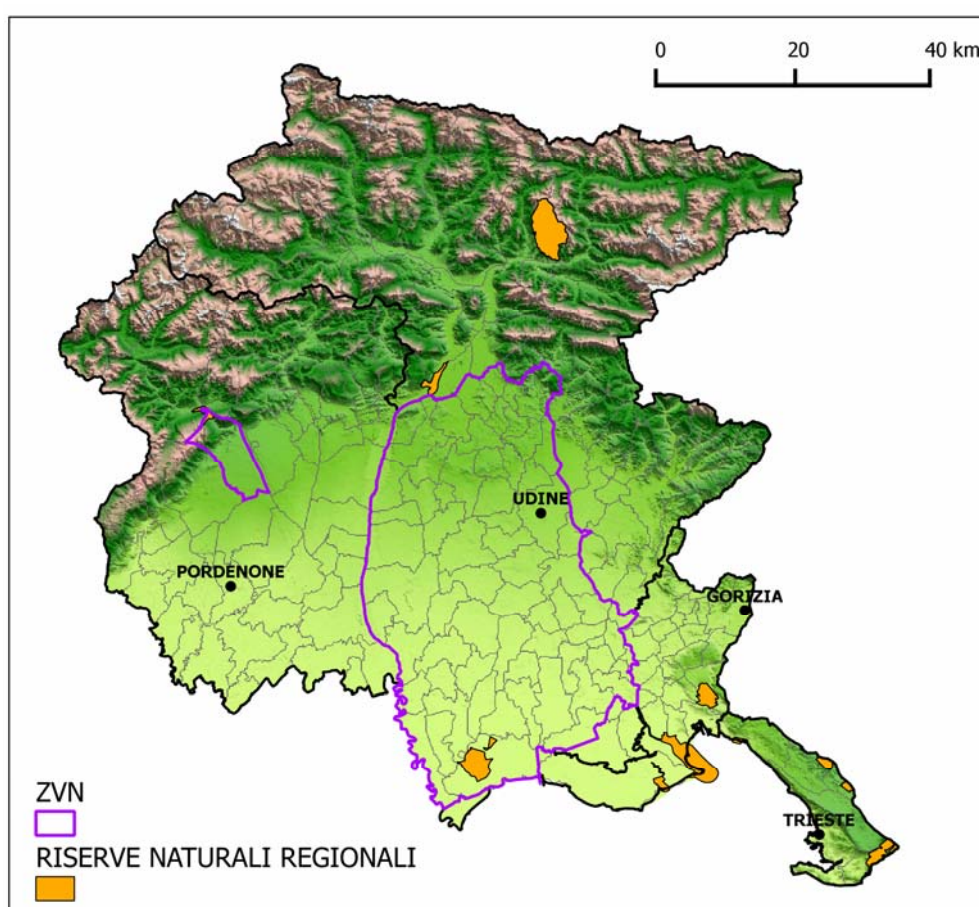 0 20 40 km
UDINE
PORDENONE
GORIZIA
TRIESTE
ZVN
RISERVE NATURALI REGIONALI